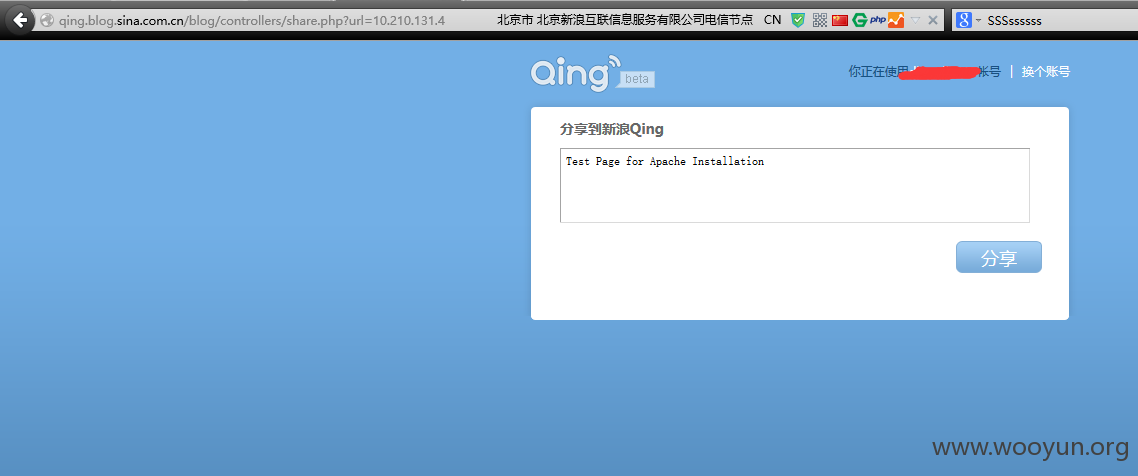 qing.blog.sina.com.cn/blog/controllers/share.php?url=10.210.131.4 北京市 北京新浪互联信息服务有限公司电信节点 CN php 8 SSSssssss
Qing beta
你正在使用 帐号 | 换个账号
分享到新浪Qing
Test Page for Apache Installation
分享
www.wooyun.org